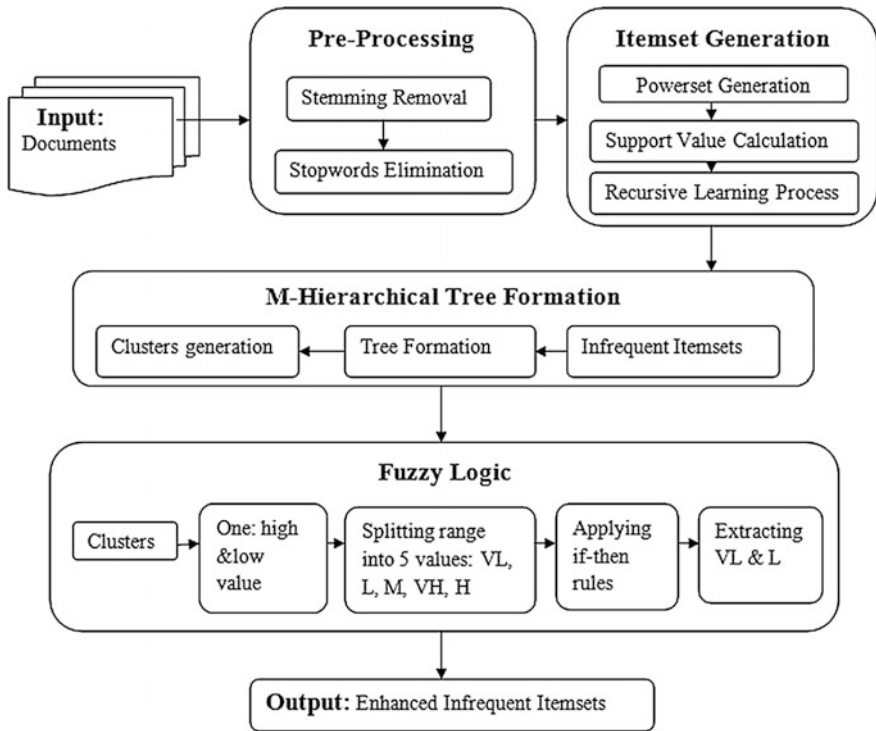 Pre-Processing
Itemset Generation
Input:
Documents
Stemming Removal
Stopwords Elimination
Powerset Generation
Support Value Calculation
Recursive Learning Process
M-Hierarchical Tree Formation
Clusters generation
Tree Formation
Infrequent Itemsets
Fuzzy Logic
Clusters
One: high
&low
value
Splitting range
into 5 values: VL,
L, M, VH, H
Applying
if-then
rules
Extracting
VL & L
Output: Enhanced Infrequent Itemsets